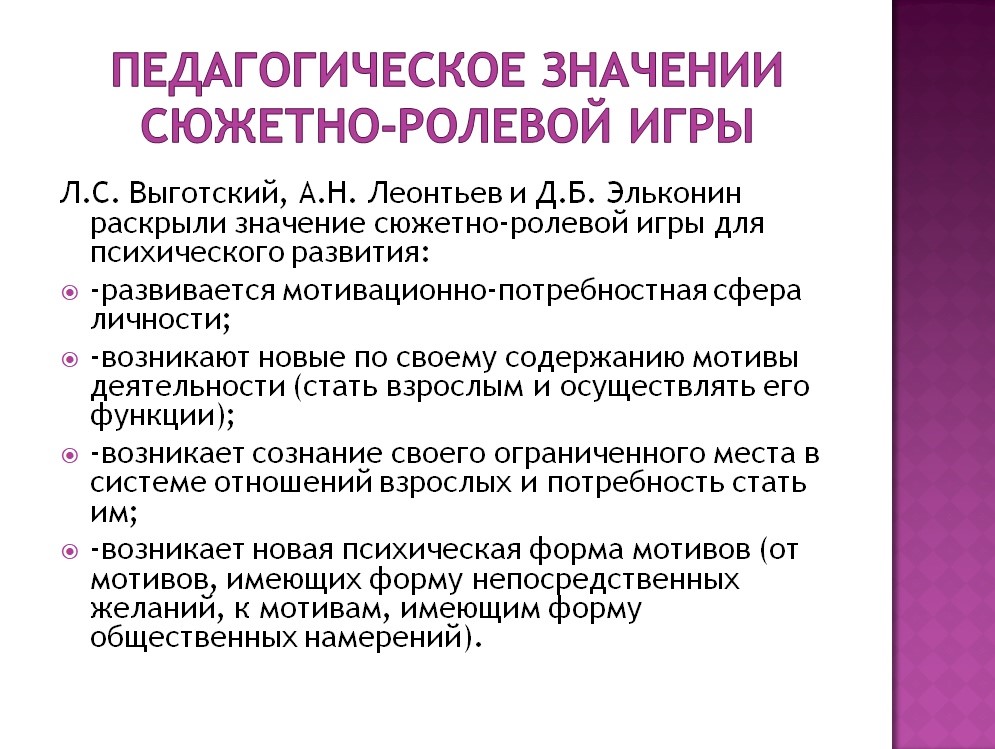 ПЕДАГОГИЧЕСКОЕ ЗНАЧЕНИИ
СЮЖЕТНО-РОЛЕВОЙ ИГРЫ
Л.С. Выготский, А.Н. Леонтьев и Д.Б. Эльконин
раскрыли значение сюжетно-ролевой игры для
психического развития:
-развивается мотивационно-потребностная сфера
личности;
-возникают новые по своему содержанию мотивы
деятельности (стать взрослым и осуществлять его
функции);
-возникает сознание своего ограниченного места в
системе отношений взрослых и потребность стать
им;
-возникает новая психическая форма мотивов (от
мотивов, имеющих форму непосредственных
желаний, к мотивам, имеющим форму
общественных намерений).